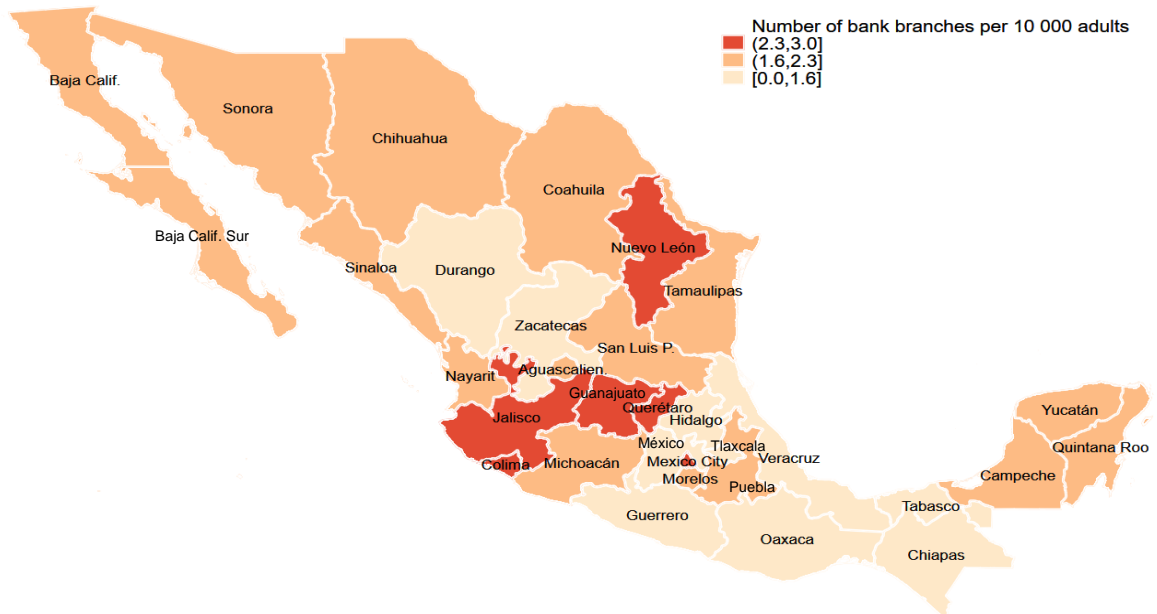 Number of bank branches per 10 000 adults
(2.3,3.0]
(1.6,2.3]
[0.0,1.6]
Baja Calif.
Sonora
Chihuahua
Coahuila
Baja Calif. Sur
Nuevo León
Sinaloa
Durango
Tamaulipas
Zacatecas
San Luis P.
Nayarit
Aguascalien.
Guanajuato
Jalisco
Querétaro
Hidalgo
Yucatán
México
Tlaxcala
Quintana Roo
Colima
Michoacán
Mexico City
Veracruz
Morelos
Puebla
Campeche
Guerrero
Tabasco
Oaxaca
Chiapas